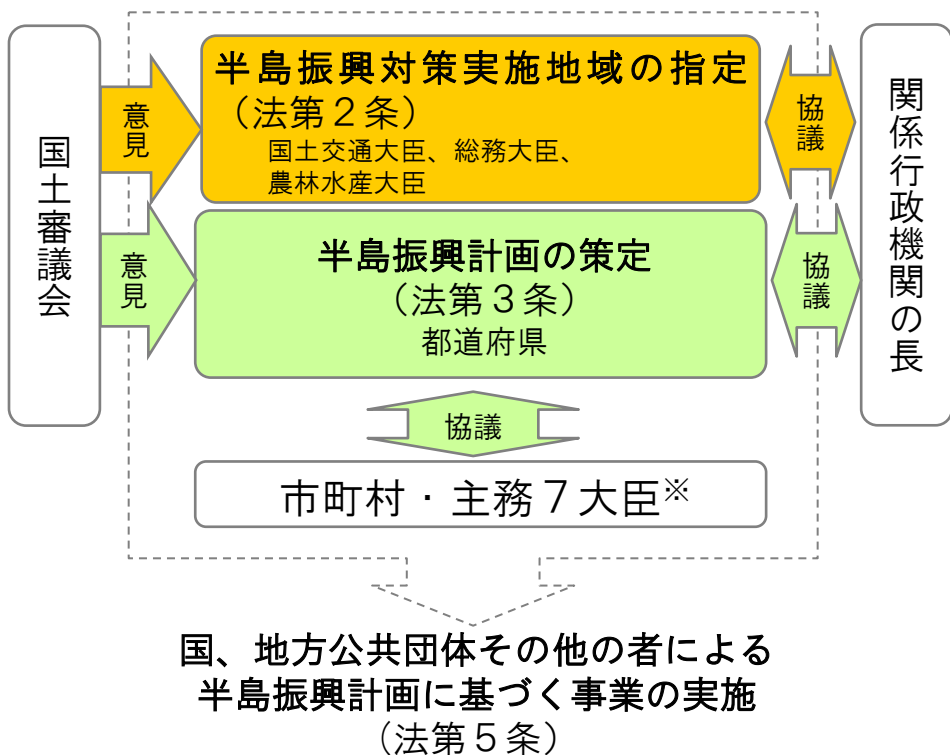 国土審議会
意見
半島振興対策実施地域の指定
（法第２条）
国土交通大臣、総務大臣、
農林水産大臣
協議
関係行政機関の長
意見
半島振興計画の策定
（法第３条）
都道府県
協議
協議
市町村・主務７大臣※
国、地方公共団体その他の者による
半島振興計画に基づく事業の実施
（法第５条）